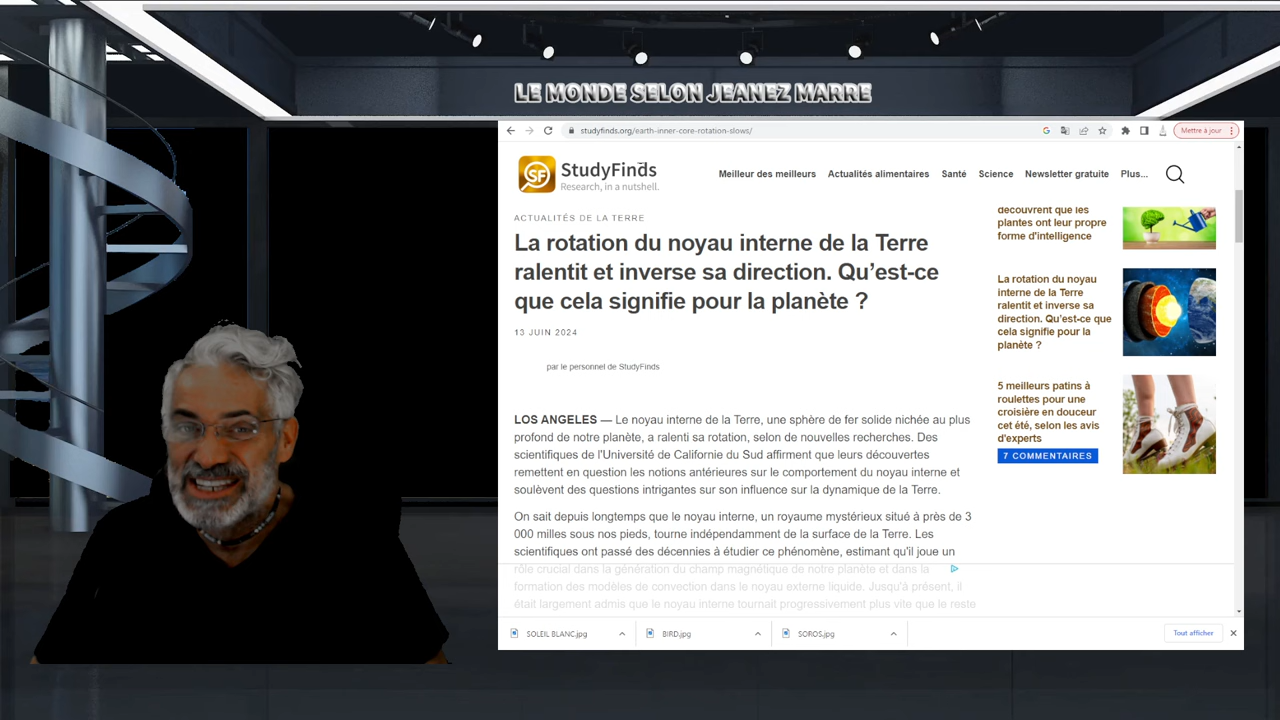 LE MONDE SELON JEANEZ MARRE
studyfinds.org/earth-inner-core-rotation-slows/
Mettre à jour
SF
StudyFinds
Research, in a nutshell.
Meilleur des meilleurs
Actualités alimentaires
Santé
Science
Newsletter gratuite
Plus...
ACTUALITÉS DE LA TERRE
La rotation du noyau interne de la Terre
ralentit et inverse sa direction. Qu’est-ce
que cela signifie pour la planète ?
13 JUIN 2024
par le personnel de StudyFinds
LOS ANGELES — Le noyau interne de la Terre, une sphère de fer solide nichée au plus
profond de notre planète, a ralenti sa rotation, selon de nouvelles recherches. Des
scientifiques de l'Université de Californie du Sud affirment que leurs découvertes
remettent en question les notions antérieures sur le comportement du noyau interne et
soulèvent des questions intrigantes sur son influence sur la dynamique de la Terre.
On sait depuis longtemps que le noyau interne, un royaume mystérieux situé à près de 3
000 milles sous nos pieds, tourne indépendamment de la surface de la Terre. Les
scientifiques ont passé des décennies à étudier ce phénomène, estimant qu'il joue un
rôle crucial dans la génération du champ magnétique de notre planète et dans la
formation des modèles de convection dans le noyau externe liquide. Jusqu'à présent, il
était largement admis que le noyau interne tournait progressivement plus vite que le reste
découvrent que les
plantes ont leur propre
forme d'intelligence
La rotation du noyau
interne de la Terre
ralentit et inverse sa
direction. Qu'est-ce que
cela signifie pour la
planète ?
5 meilleurs patins à
roulettes pour une
croisière en douceur
cet été, selon les avis
d'experts
7 COMMENTAIRES
SOLEIL BLANC.jpg
BIRD.jpg
SOROS.jpg
Tout afficher